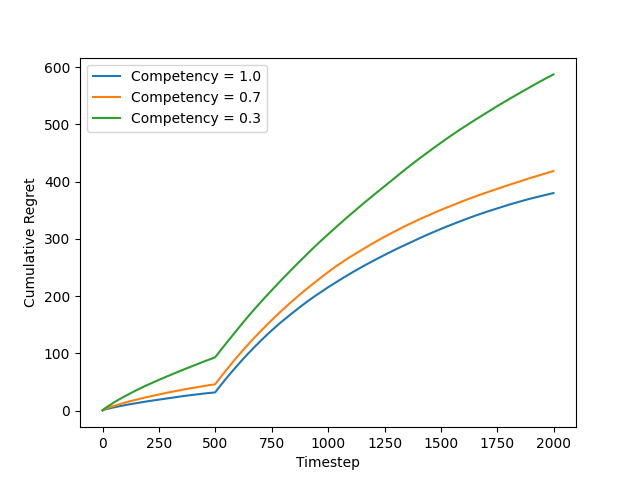 Competency = 1.0
Competency = 0.7
Competency = 0.3
Cumulative Regret
600
500
400
300
200
100
0
0 250 500 750 1000 1250 1500 1750 2000
Timestep